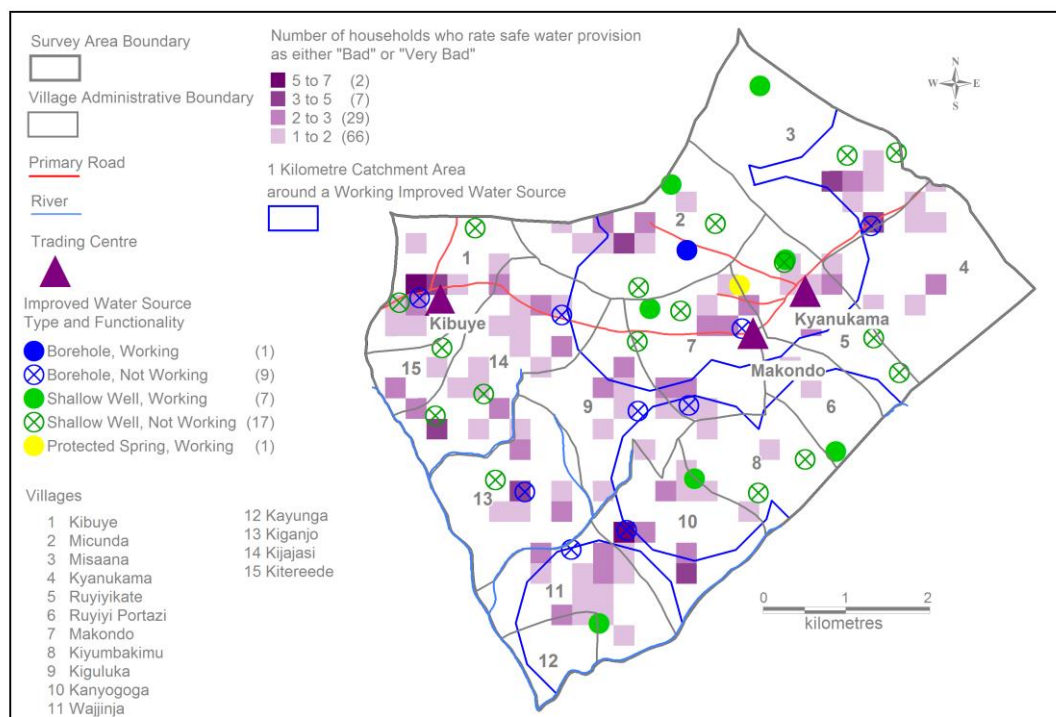 Survey Area Boundary
Village Administrative Boundary
Primary Road
River
Trading Centre
Improved Water Source
Type and Functionality
Borehole, Working (1)
Borehole, Not Working (9)
Shallow Well, Working (7)
Shallow Well, Not Working (17)
Protected Spring, Working (1)
Number of households who rate safe water provision
as either "Bad" or "Very Bad"
5 to 7 (2)
3 to 5 (7)
2 to 3 (29)
1 to 2 (66)
1 Kilometre Catchment Area
around a Working Improved Water Source
Villages
1 Kibuye
2 Micunda
3 Misaana
4 Kyanukama
5 Ruyiyikate
6 Ruyiyi Portazi
7 Makondo
8 Kiyumbakimu
9 Kiguluka
10 Kanyogoga
11 Wajjinja
12 Kayunga
13 Kiganjo
14 Kijajasi
15 Kitereede
N
W E
S
3
2
1
4
Kibuye
Kyanukama
7
5
Makondo
15
14
9
6
8
13
10
11
12
0 1 2
kilometres